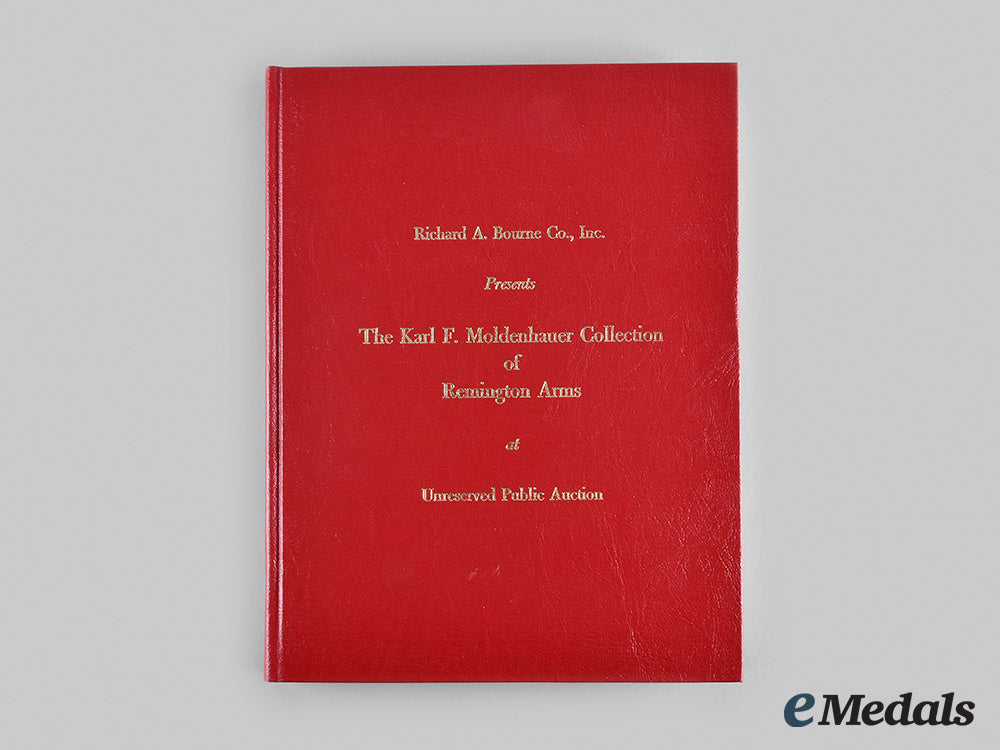 Richard A. Bourne Co., Inc.
Presents
The Karl F. Moldenhauer Collection
of
Remington Arms
at
Unreserved Public Auction
eMedals